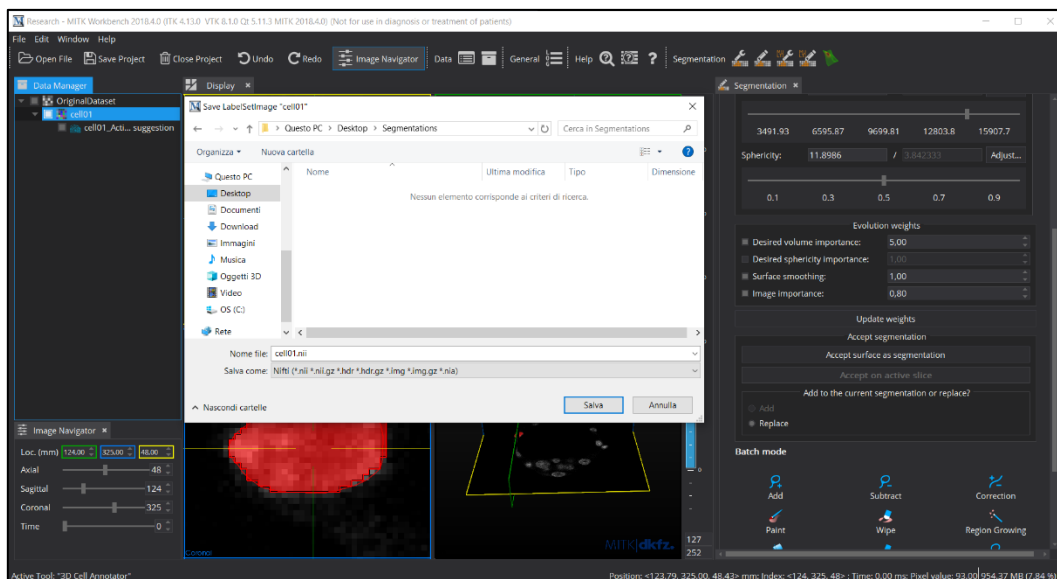 Research - MITK Workbench 2018.4.0 (ITK 4.13.0 VTK 8.1.0 Qt 5.11.3 MITK 2018.4.0) (Not for use in diagnosis or treatment of patients)
File Edit Window Help
Open File Save Project Close Project Undo Redo Image Navigator Data General Help Segmentation
Data Manager
OriginalDataset
cell01
cell01_Acti... suggestion
Display
Save LabelSetImage "cell01"
Questo PC > Desktop > Segmentations
Cerca in Segmentations
Organizza Nuova cartella
Nome Ultima modifica Tipo Dimensione
Nessun elemento corrisponde ai criteri di ricerca.
Questo PC
Desktop
Documenti
Download
Immagini
Musica
Oggetti 3D
Video
OS (C:)
Rete
Nome file: cell01.nii
Salva come: Nifti (*.nii *.nii.gz *.hdr *.hdr.gz *.img *.img.gz *.nia)
Nascondi cartelle
Salva Annulla
Image Navigator
Loc. (mm) 124.00 325.00 48.00
Axial 48
Sagittal 124
Coronal 325
Time 0
Coronal
P
MITK dkfz.
127
252
Segmentation
3491.93 6595.87 9699.81 12803.8 15907.7
Sphericity: 11.8986 / 3.842333 Adjust...
0.1 0.3 0.5 0.7 0.9
Evolution weights
Desired volume importance: 5,00
Desired sphericity importance: 1,00
Surface smoothing: 1,00
Image importance: 0,80
Update weights
Accept segmentation
Accept surface as segmentation
Accept on active slice
Add to the current segmentation or replace?
Add
Replace
Batch mode
Add Subtract Correction
Paint Wipe Region Growing
Active Tool: "3D Cell Annotator"
Position: <123.79, 325.00, 48.43> mm; Index: <124, 325, 48> ; Time: 0.00 ms; Pixel value: 93.00 954.37 MB (7.84 %)